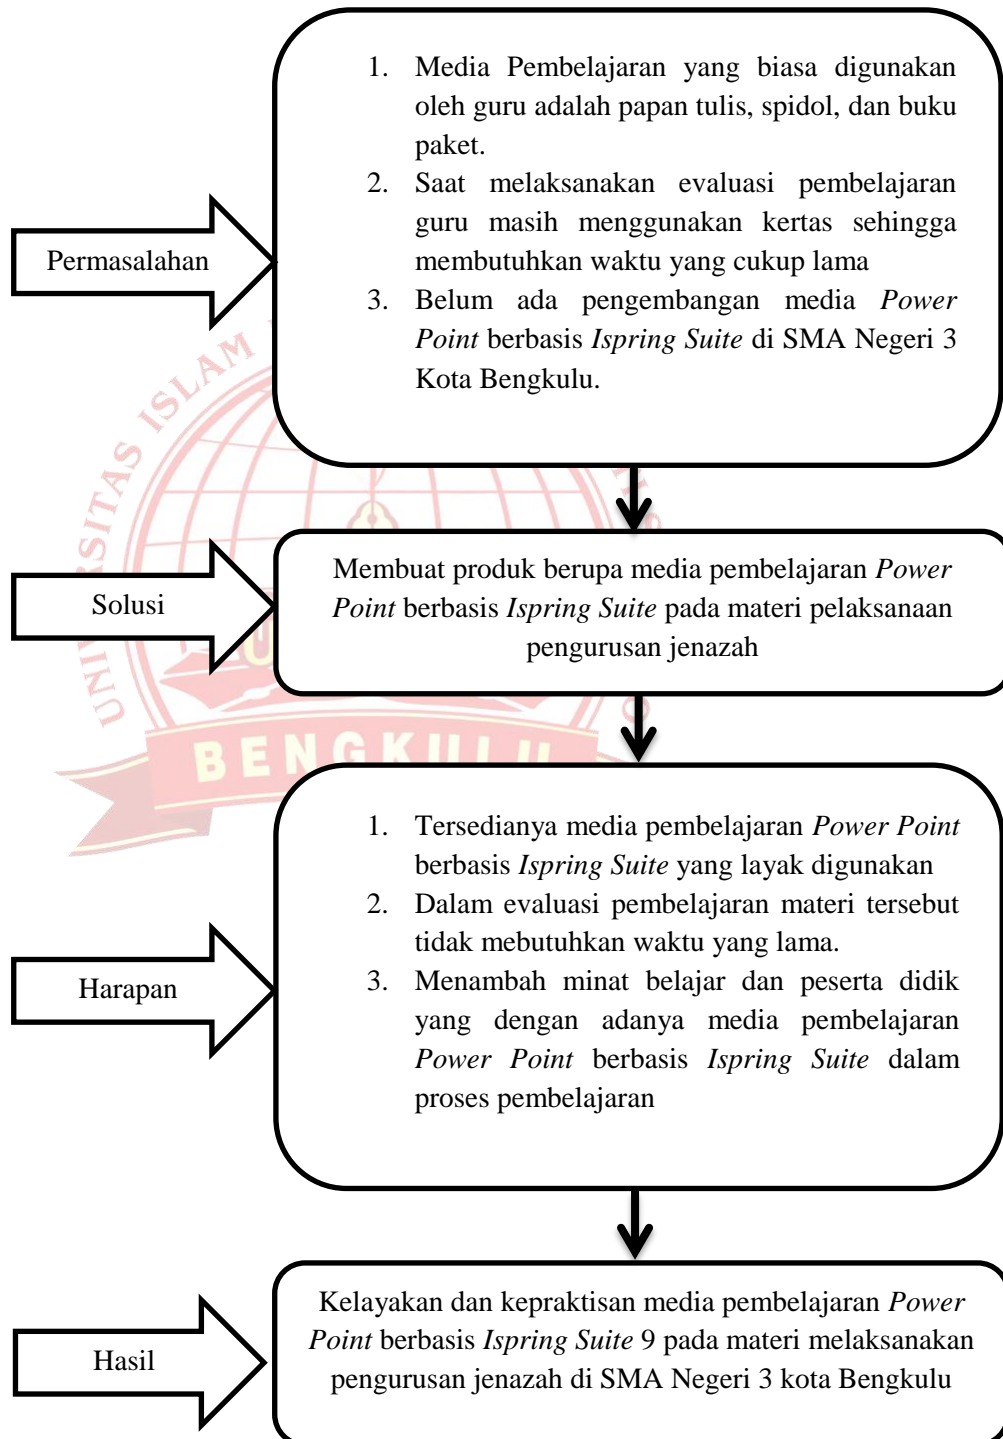 1. Media Pembelajaran yang biasa digunakan
oleh guru adalah papan tulis, spidol, dan buku
paket.
2. Saat melaksanakan evaluasi pembelajaran
guru masih menggunakan kertas sehingga
membutuhkan waktu yang cukup lama
3. Belum ada pengembangan media Power
Point berbasis Ispring Suite di SMA Negeri 3
Kota Bengkulu.
Permasalahan
Membuat produk berupa media pembelajaran Power
Point berbasis Ispring Suite pada materi pelaksanaan
pengurusan jenazah
Solusi
1. Tersedianya media pembelajaran Power Point
berbasis Ispring Suite yang layak digunakan
2. Dalam evaluasi pembelajaran materi tersebut
tidak mebutuhkan waktu yang lama.
3. Menambah minat belajar dan peserta didik
yang dengan adanya media pembelajaran
Power Point berbasis Ispring Suite dalam
proses pembelajaran
Harapan
Kelayakan dan kepraktisan media pembelajaran Power
Point berbasis Ispring Suite 9 pada materi melaksanakan
pengurusan jenazah di SMA Negeri 3 kota Bengkulu
Hasil
UNIVERSITAS ISLAM
BENGKULU